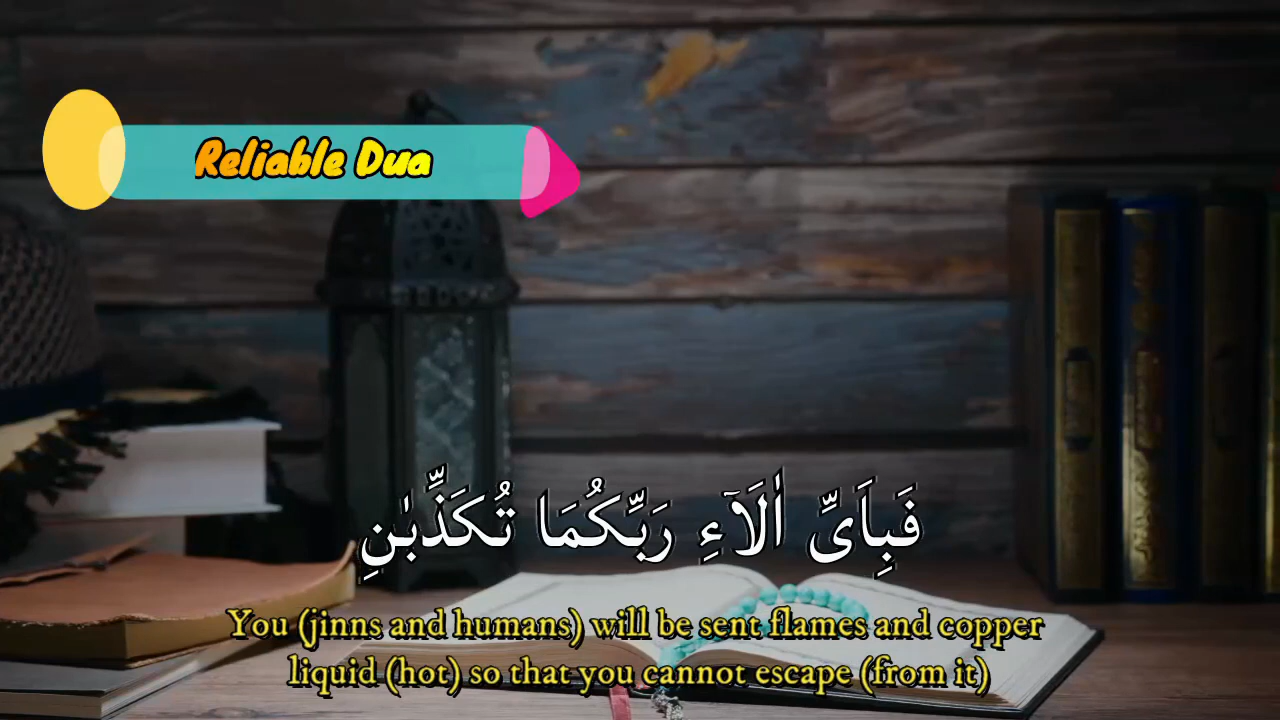 Reliable Dua
فَبِاَىِّ اٰلَاۤءِ رَبِّكُمَا تُكَذِّبٰنِ
You (jinns and humans) will be sent flames and copper
liquid (hot) so that you cannot escape (from it)